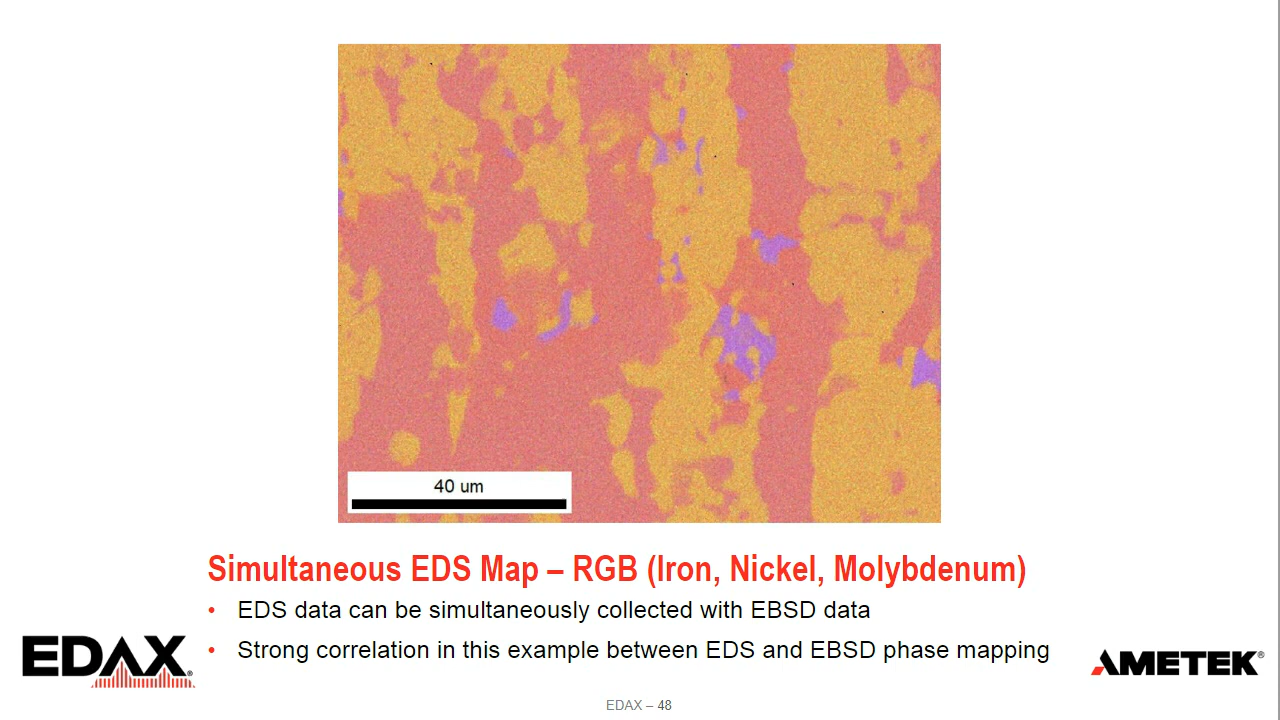 40 um
Simultaneous EDS Map – RGB (Iron, Nickel, Molybdenum)
• EDS data can be simultaneously collected with EBSD data
• Strong correlation in this example between EDS and EBSD phase mapping
EDAX®
AMETEK®
EDAX – 48